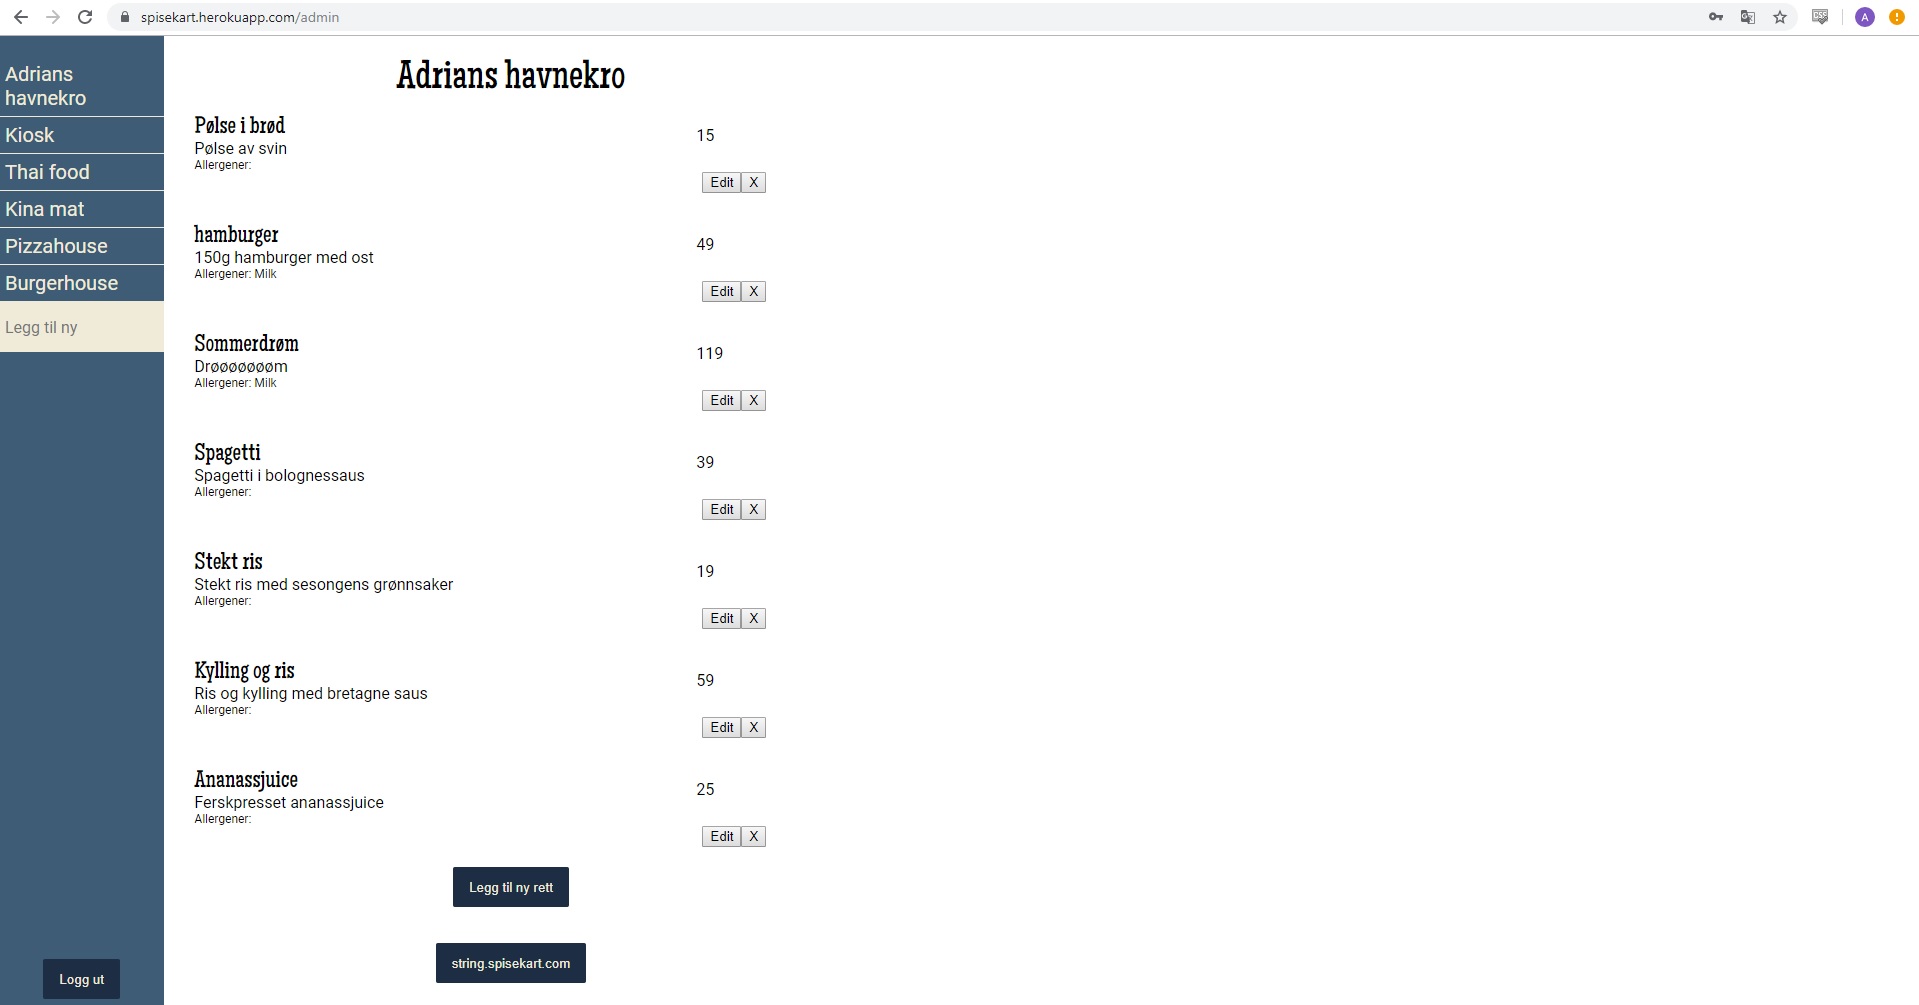 spisekart.herokuapp.com/admin
A
Adrians
havnekro
Kiosk
Thai food
Kina mat
Pizzahouse
Burgerhouse
Legg til ny
Logg ut
Adrians havnekro
Pølse i brød
Pølse av svin
Allergener:
15
Edit X
hamburger
150g hamburger med ost
Allergener: Milk
49
Edit X
Sommerdrøm
Drøøøøøøøm
Allergener: Milk
119
Edit X
Spagetti
Spagetti i bolognessaus
Allergener:
39
Edit X
Stekt ris
Stekt ris med sesongens grønnsaker
Allergener:
19
Edit X
Kylling og ris
Ris og kylling med bretagne saus
Allergener:
59
Edit X
Ananassjuice
Ferskpresset ananassjuice
Allergener:
25
Edit X
Legg til ny rett
string.spisekart.com